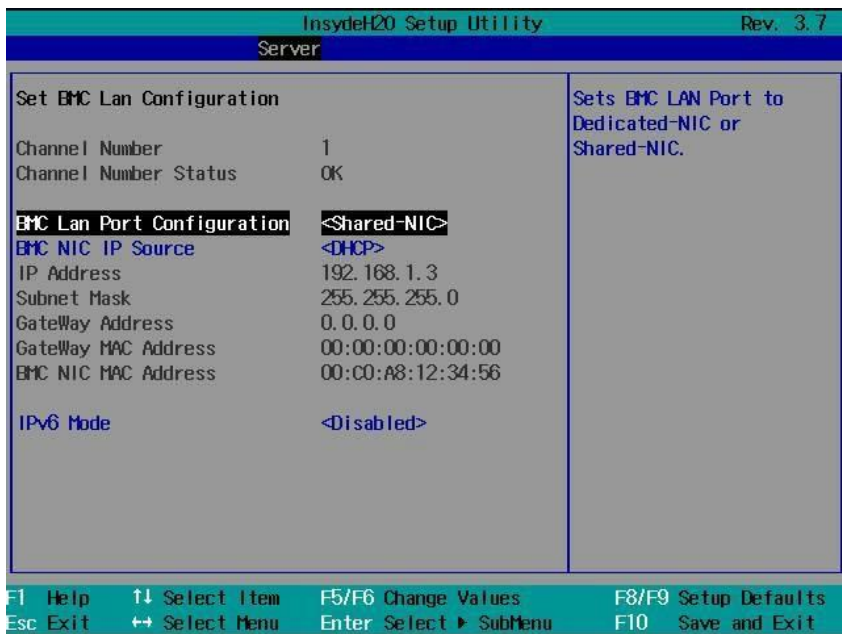 InsydeH2O Setup Utility Rev. 3.7
Server
Set BMC Lan Configuration
Channel Number 1
Channel Number Status OK
BMC Lan Port Configuration <Shared-NIC>
BMC NIC IP Source <DHCP>
IP Address 192.168.1.3
Subnet Mask 255.255.255.0
GateWay Address 0.0.0.0
GateWay MAC Address 00:00:00:00:00:00
BMC NIC MAC Address 00:C0:A8:12:34:56
IPv6 Mode <Disabled>
Sets BMC LAN Port to
Dedicated-NIC or
Shared-NIC.
F1 Help ↑↓ Select Item F5/F6 Change Values F8/F9 Setup Defaults
Esc Exit ↔ Select Menu Enter Select ▶ SubMenu F10 Save and Exit